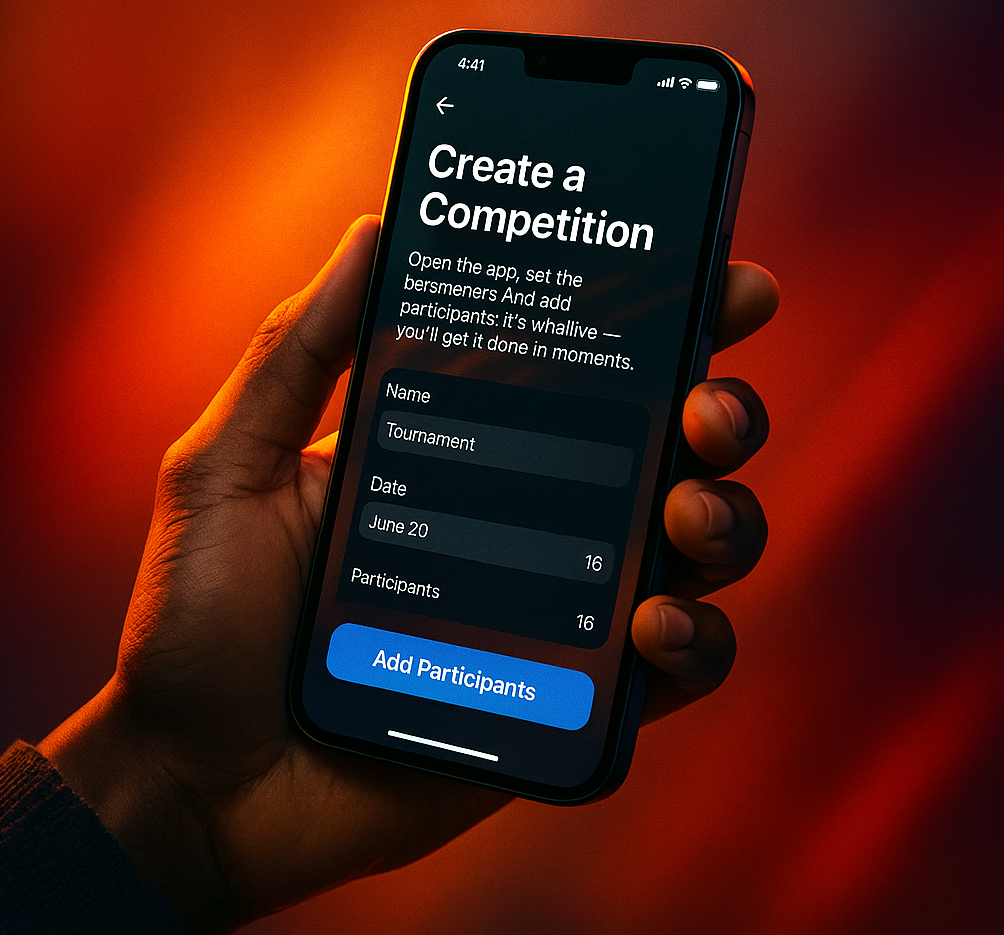 4:41
Create a
Competition
Open the app, set the
bersmeners And add
participants: it's whallive —
you'll get it done in moments.
Name
Tournament
Date
June 20 16
Participants
16
Add Participants